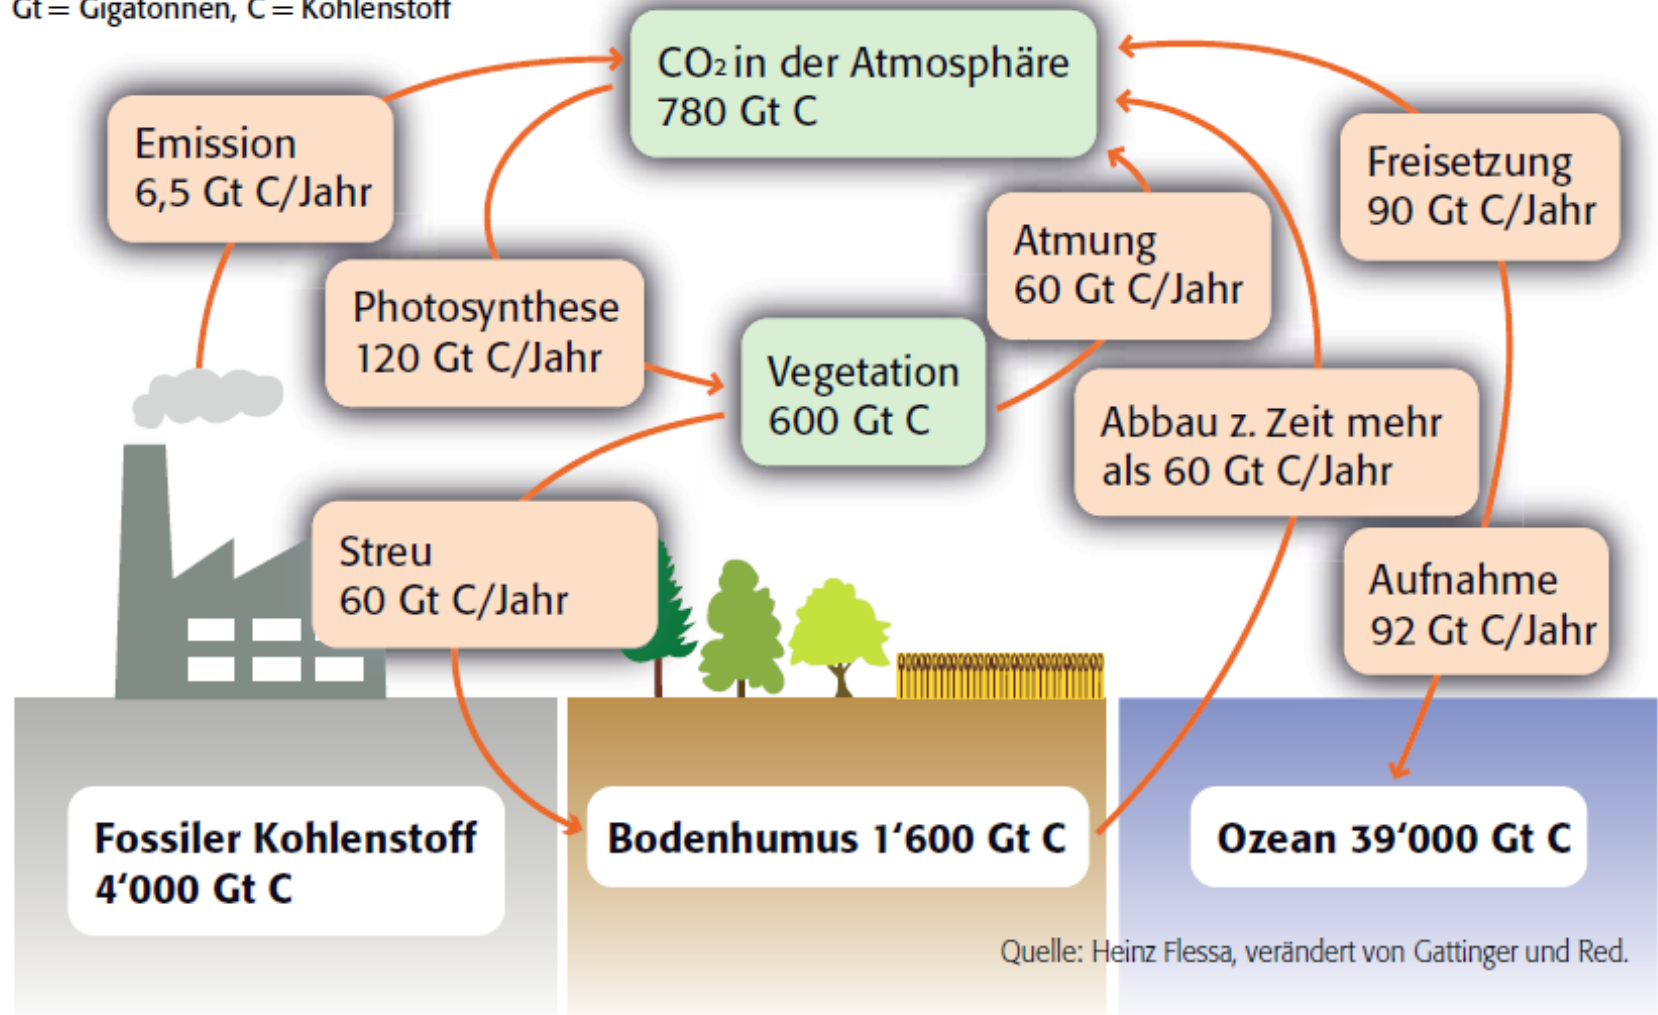 Gt = Gigatonnen, C = Kohlenstoff
CO₂ in der Atmosphäre
780 Gt C
Emission
6,5 Gt C/Jahr
Freisetzung
90 Gt C/Jahr
Atmung
60 Gt C/Jahr
Photosynthese
120 Gt C/Jahr
Vegetation
600 Gt C
Abbau z. Zeit mehr
als 60 Gt C/Jahr
Streu
60 Gt C/Jahr
Aufnahme
92 Gt C/Jahr
Fossiler Kohlenstoff
4‘000 Gt C
Bodenhumus 1‘600 Gt C
Ozean 39‘000 Gt C
Quelle: Heinz Flessa, verändert von Gattinger und Red.